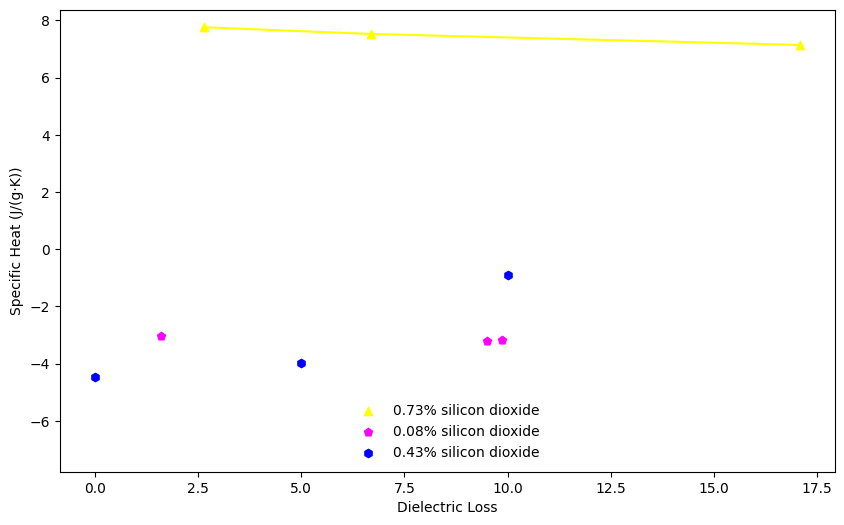 8
6
4
2
0
−2
−4
−6
Specific Heat (J/(g·K))
0.73% silicon dioxide
0.08% silicon dioxide
0.43% silicon dioxide
0.0 2.5 5.0 7.5 10.0 12.5 15.0 17.5
Dielectric Loss